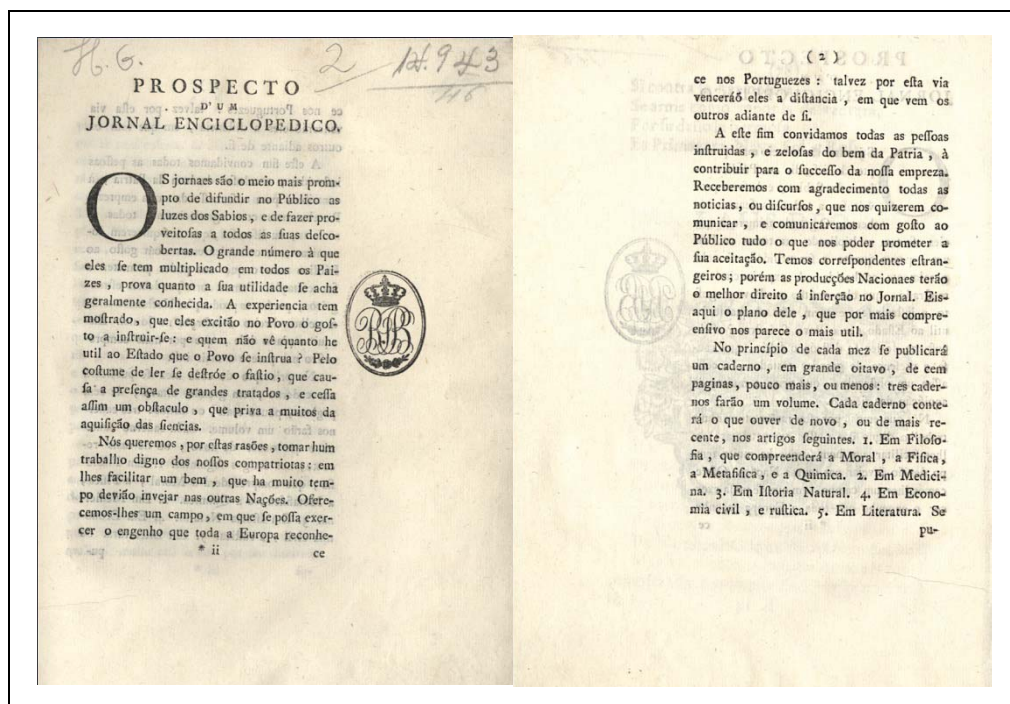 H. G. 2 14.943
PROSPECTO
D'UM
JORNAL ENCICLOPEDICO.
OS jornaes são o meio mais prom-
pto de difundir no Público as
luzes dos Sabios, e de fazer pro-
veitoſas a todos as ſuas deſco-
bertas. O grande número à que
eles ſe tem multiplicado em todos os Pai-
zes, prova quanto a ſua utilidade ſe acha
geralmente conhecida. A experiencia tem
moſtrado, que eles excitão no Povo o goſ-
to a inſtruir-ſe: e quem não vê quanto he
util ao Eſtado que o Povo ſe inſtrua? Pelo
coſtume de ler ſe deſtróe o faſtio, que cau-
ſa a preſença de grandes tratados, e ceſſa
aſſim um obſtaculo, que priva a muitos da
aquiſição das ſiencias.
Nós queremos, por eſtas rasões, tomar hum
trabalho digno dos noſſos compatriotas: em
lhes facilitar um bem, que ha muito tem-
po devião invejar nas outras Nações. Ofere-
cemos-lhes um campo, em que ſe poſſa exer-
cer o engenho que toda a Europa reconhe-
* ii ce
(2)
ce nos Portuguezes: talvez por eſta via
venceráõ eles a diſtância, em que vem os
outros adiante de ſi.
A eſte fim convidamos todas as peſſoas
inſtruidas, e zeloſas do bem da Patria, à
contribuir para o ſucceſſo da noſſa empreza.
Receberemos com agradecimento todas as
noticias, ou diſcurſos, que nos quizerem co-
municar, e comunicaremos com goſto ao
Público tudo o que nos poder prometer a
ſua aceitação. Temos correſpondentes eſtran-
geiros; porém as producções Nacionaes terão
o melhor direito á inſerção no Jornal. Eis-
aqui o plano dele, que por mais compre-
enſivo nos parece o mais util.
No princípio de cada mez ſe publicará
um caderno, em grande oitavo, de cem
paginas, pouco mais, ou menos: tres cader-
nos farão um volume. Cada caderno conte-
rá o que ouver de novo, ou de mais re-
cente, nos artigos ſeguintes. 1. Em Filoſo-
fia, que compreenderá a Moral, a Fiſica,
a Metafiſica, e a Quimica. 2. Em Medici-
na. 3. Em Iſtoria Natural. 4. Em Econo-
mia civil, e ruſtica. 5. Em Literatura. Se
pu-